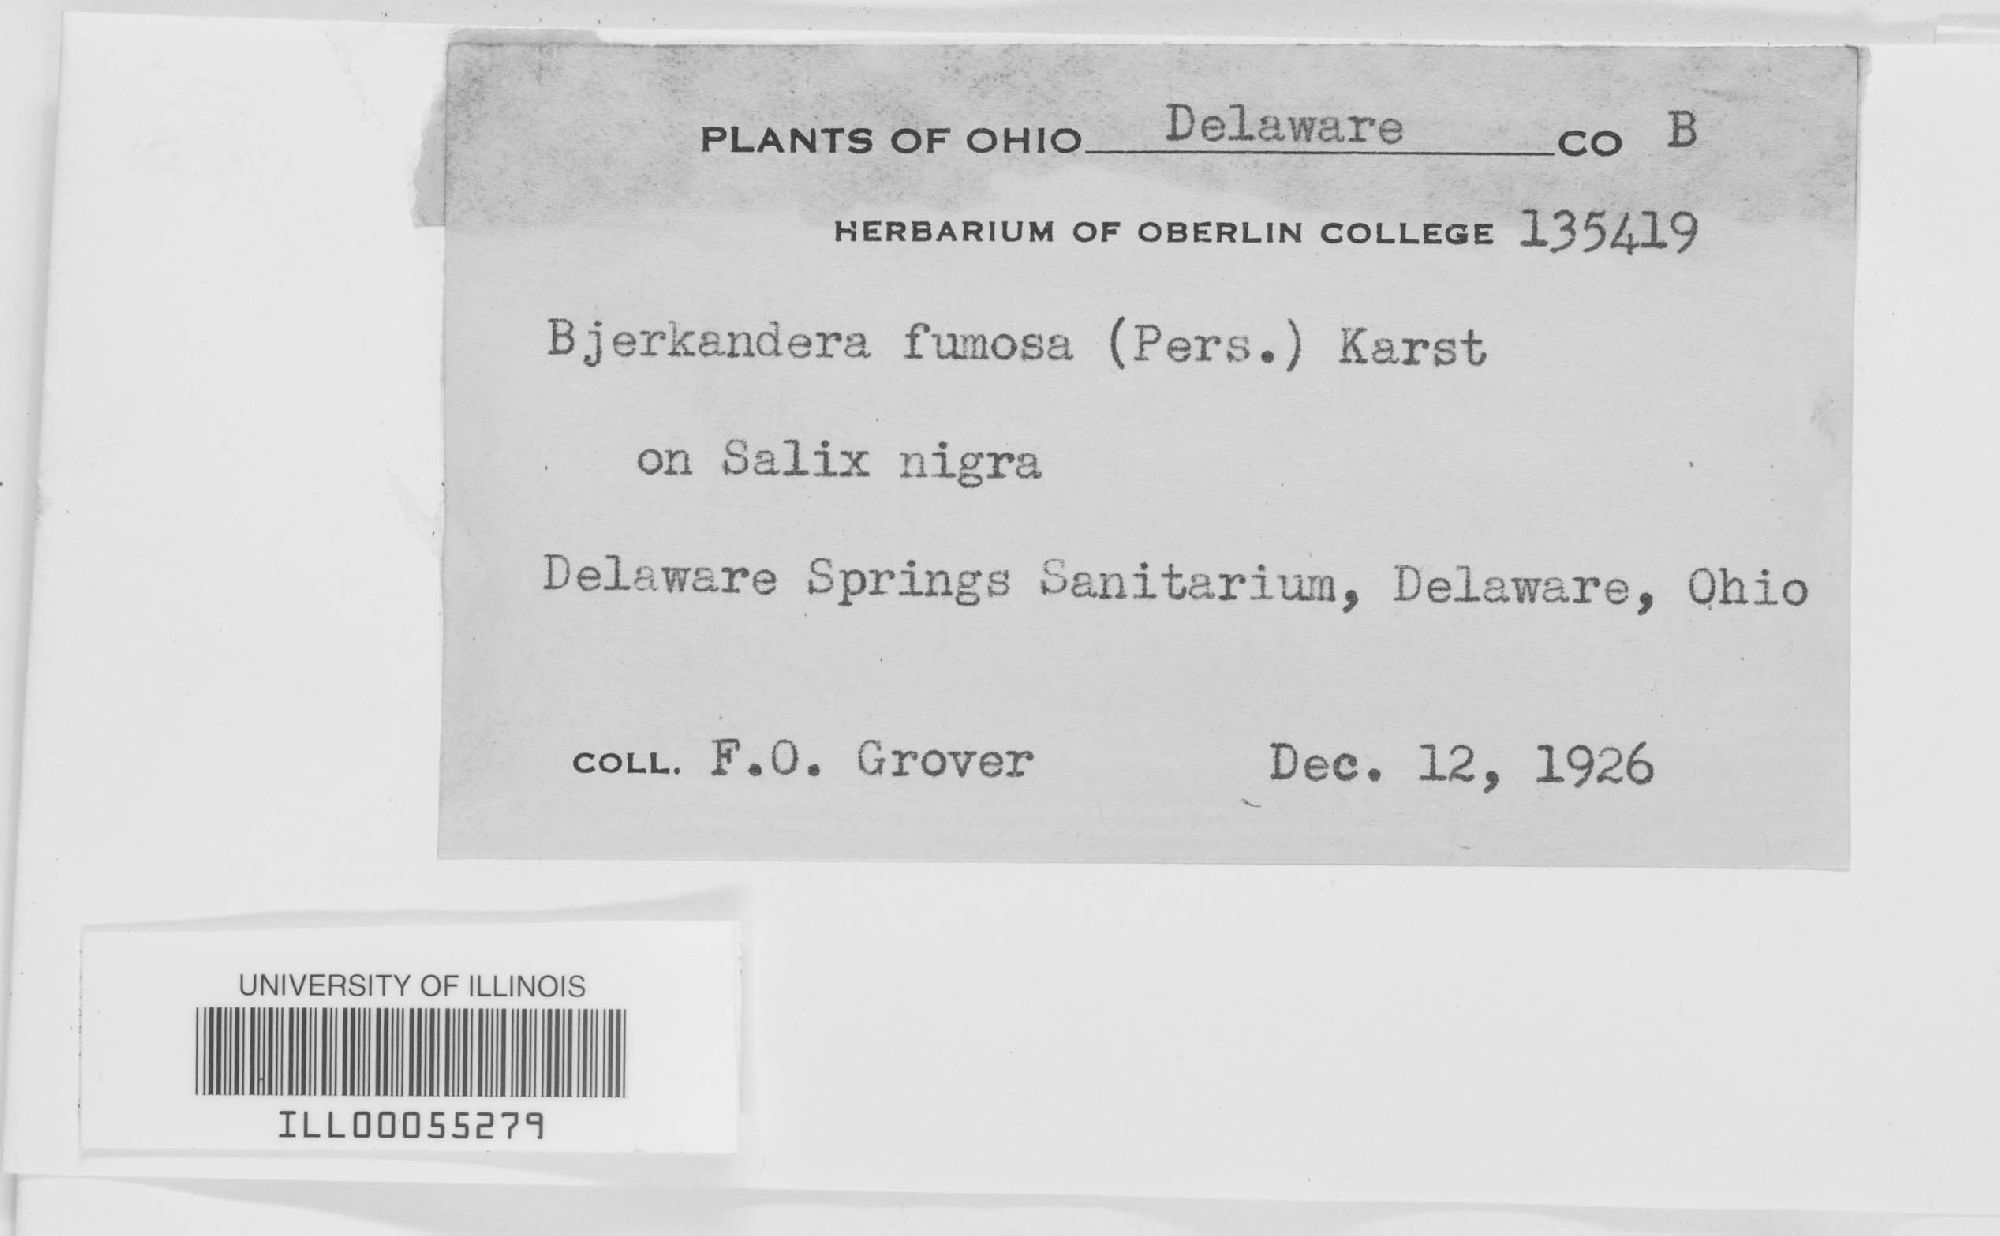 PLANTS OF OHIO Delaware CO B
HERBARIUM OF OBERLIN COLLEGE 135419
Bjerkandera fumosa (Pers.) Karst
on Salix nigra
Delaware Springs Sanitarium, Delaware, Ohio
COLL. F.O. Grover Dec. 12, 1926
UNIVERSITY OF ILLINOIS
ILL00055279